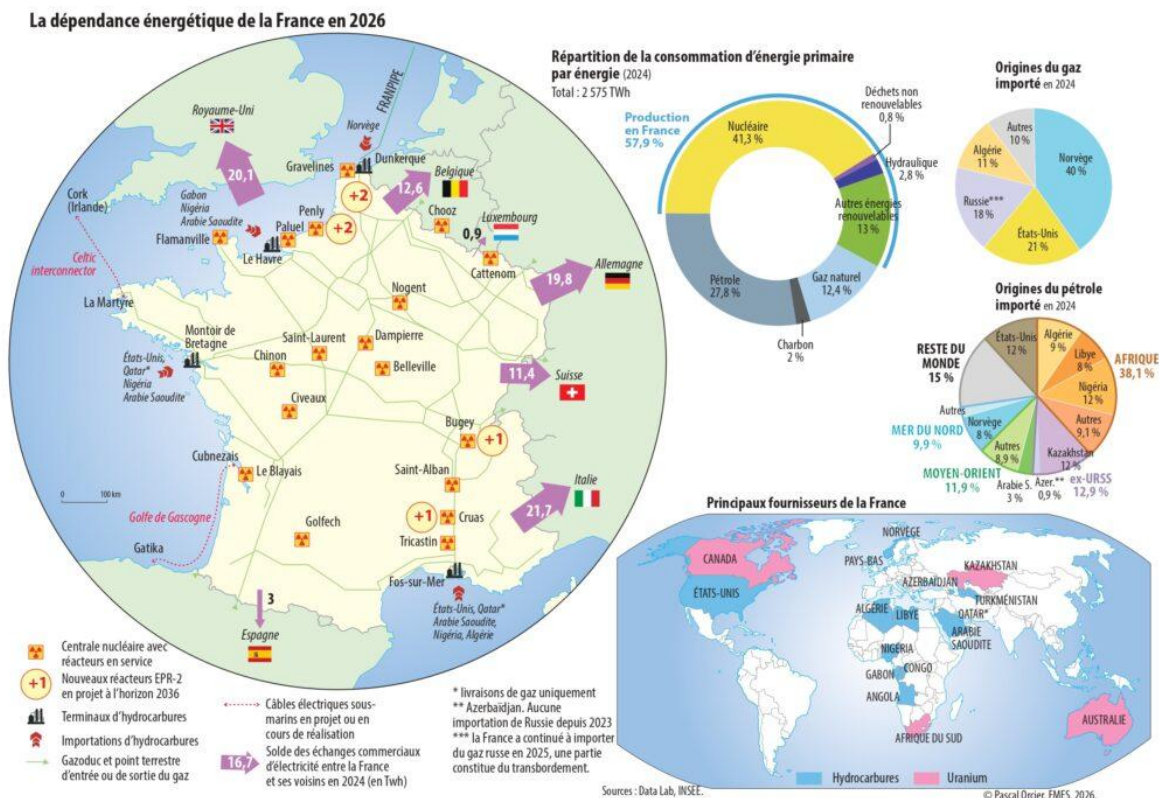 La dépendance énergétique de la France en 2026
Royaume-Uni
20,1
FRANPIPE
Norvège
Gravelines
Dunkerque
+2
12,6
Belgique
Cork
(Irlande)
Gabon
Nigéria
Arabie Saoudite
Penly
Paluel
+2
Chooz
Luxembourg
0,9
Flamanville
Le Havre
Cattenom
Celtic
interconnector
19,8
Allemagne
La Martyre
Nogent
Montoir de
Bretagne
Saint-Laurent
Dampierre
Chinon
Belleville
11,4
Suisse
États-Unis,
Qatar*
Nigéria
Arabie Saoudite
Civeaux
Bugey
+1
Cubnezais
Le Blayais
Saint-Alban
Italie
21,7
0
100 km
Golfe de Gascogne
Golfech
+1
Cruas
Tricastin
Gatika
Fos-sur-Mer
3
Espagne
États-Unis, Qatar*
Arabie Saoudite,
Nigéria, Algérie
Centrale nucléaire avec
réacteurs en service
+1
Nouveaux réacteurs EPR-2
en projet à l'horizon 2036
Terminaux d'hydrocarbures
Importations d'hydrocarbures
Gazoduc et point terrestre
d'entrée ou de sortie du gaz
Câbles électriques sous-
marins en projet ou en
cours de réalisation
16,7
Solde des échanges commerciaux
d'électricité entre la France
et ses voisins en 2024 (en Twh)
* livraisons de gaz uniquement
** Azerbaïdjan. Aucune
importation de Russie depuis 2023
*** la France a continué à importer
du gaz russe en 2025, une partie
constitue du transbordement.
Répartition de la consommation d'énergie primaire
par énergie (2024)
Total : 2 575 TWh
Production
en France
57,9 %
Nucléaire
41,3 %
Déchets non
renouvelables
0,8 %
Hydraulique
2,8 %
Autres énergies
renouvelables
13 %
Gaz naturel
12,4 %
Charbon
2 %
Pétrole
27,8 %
Origines du gaz
importé en 2024
Autres
10 %
Norvège
40 %
Algérie
11 %
Russie***
18 %
États-Unis
21 %
Origines du pétrole
importé en 2024
États-Unis
12 %
Algérie
9 %
Libye
8 %
AFRIQUE
38,1 %
Nigéria
12 %
Autres
9,1 %
RESTE DU
MONDE
15 %
Autres
MER DU NORD
9,9 %
Norvège
8 %
Autres
8,9 %
MOYEN-ORIENT
11,9 %
Arabie S.
3 %
Azer.**
0,9 %
Kazakhstan
12 %
ex-URSS
12,9 %
Principaux fournisseurs de la France
NORVÈGE
CANADA
PAYS-BAS
KAZAKHSTAN
AZERBAÏDJAN
ÉTATS-UNIS
TURKMÉNISTAN
ALGÉRIE
LIBYE
QATAR*
ARABIE
SAOUDITE
NIGÉRIA
CONGO
GABON
ANGOLA
AUSTRALIE
AFRIQUE DU SUD
Hydrocarbures
Uranium
Sources : Data Lab, INSEE.
© Pascal Orcier, FMES, 2026.